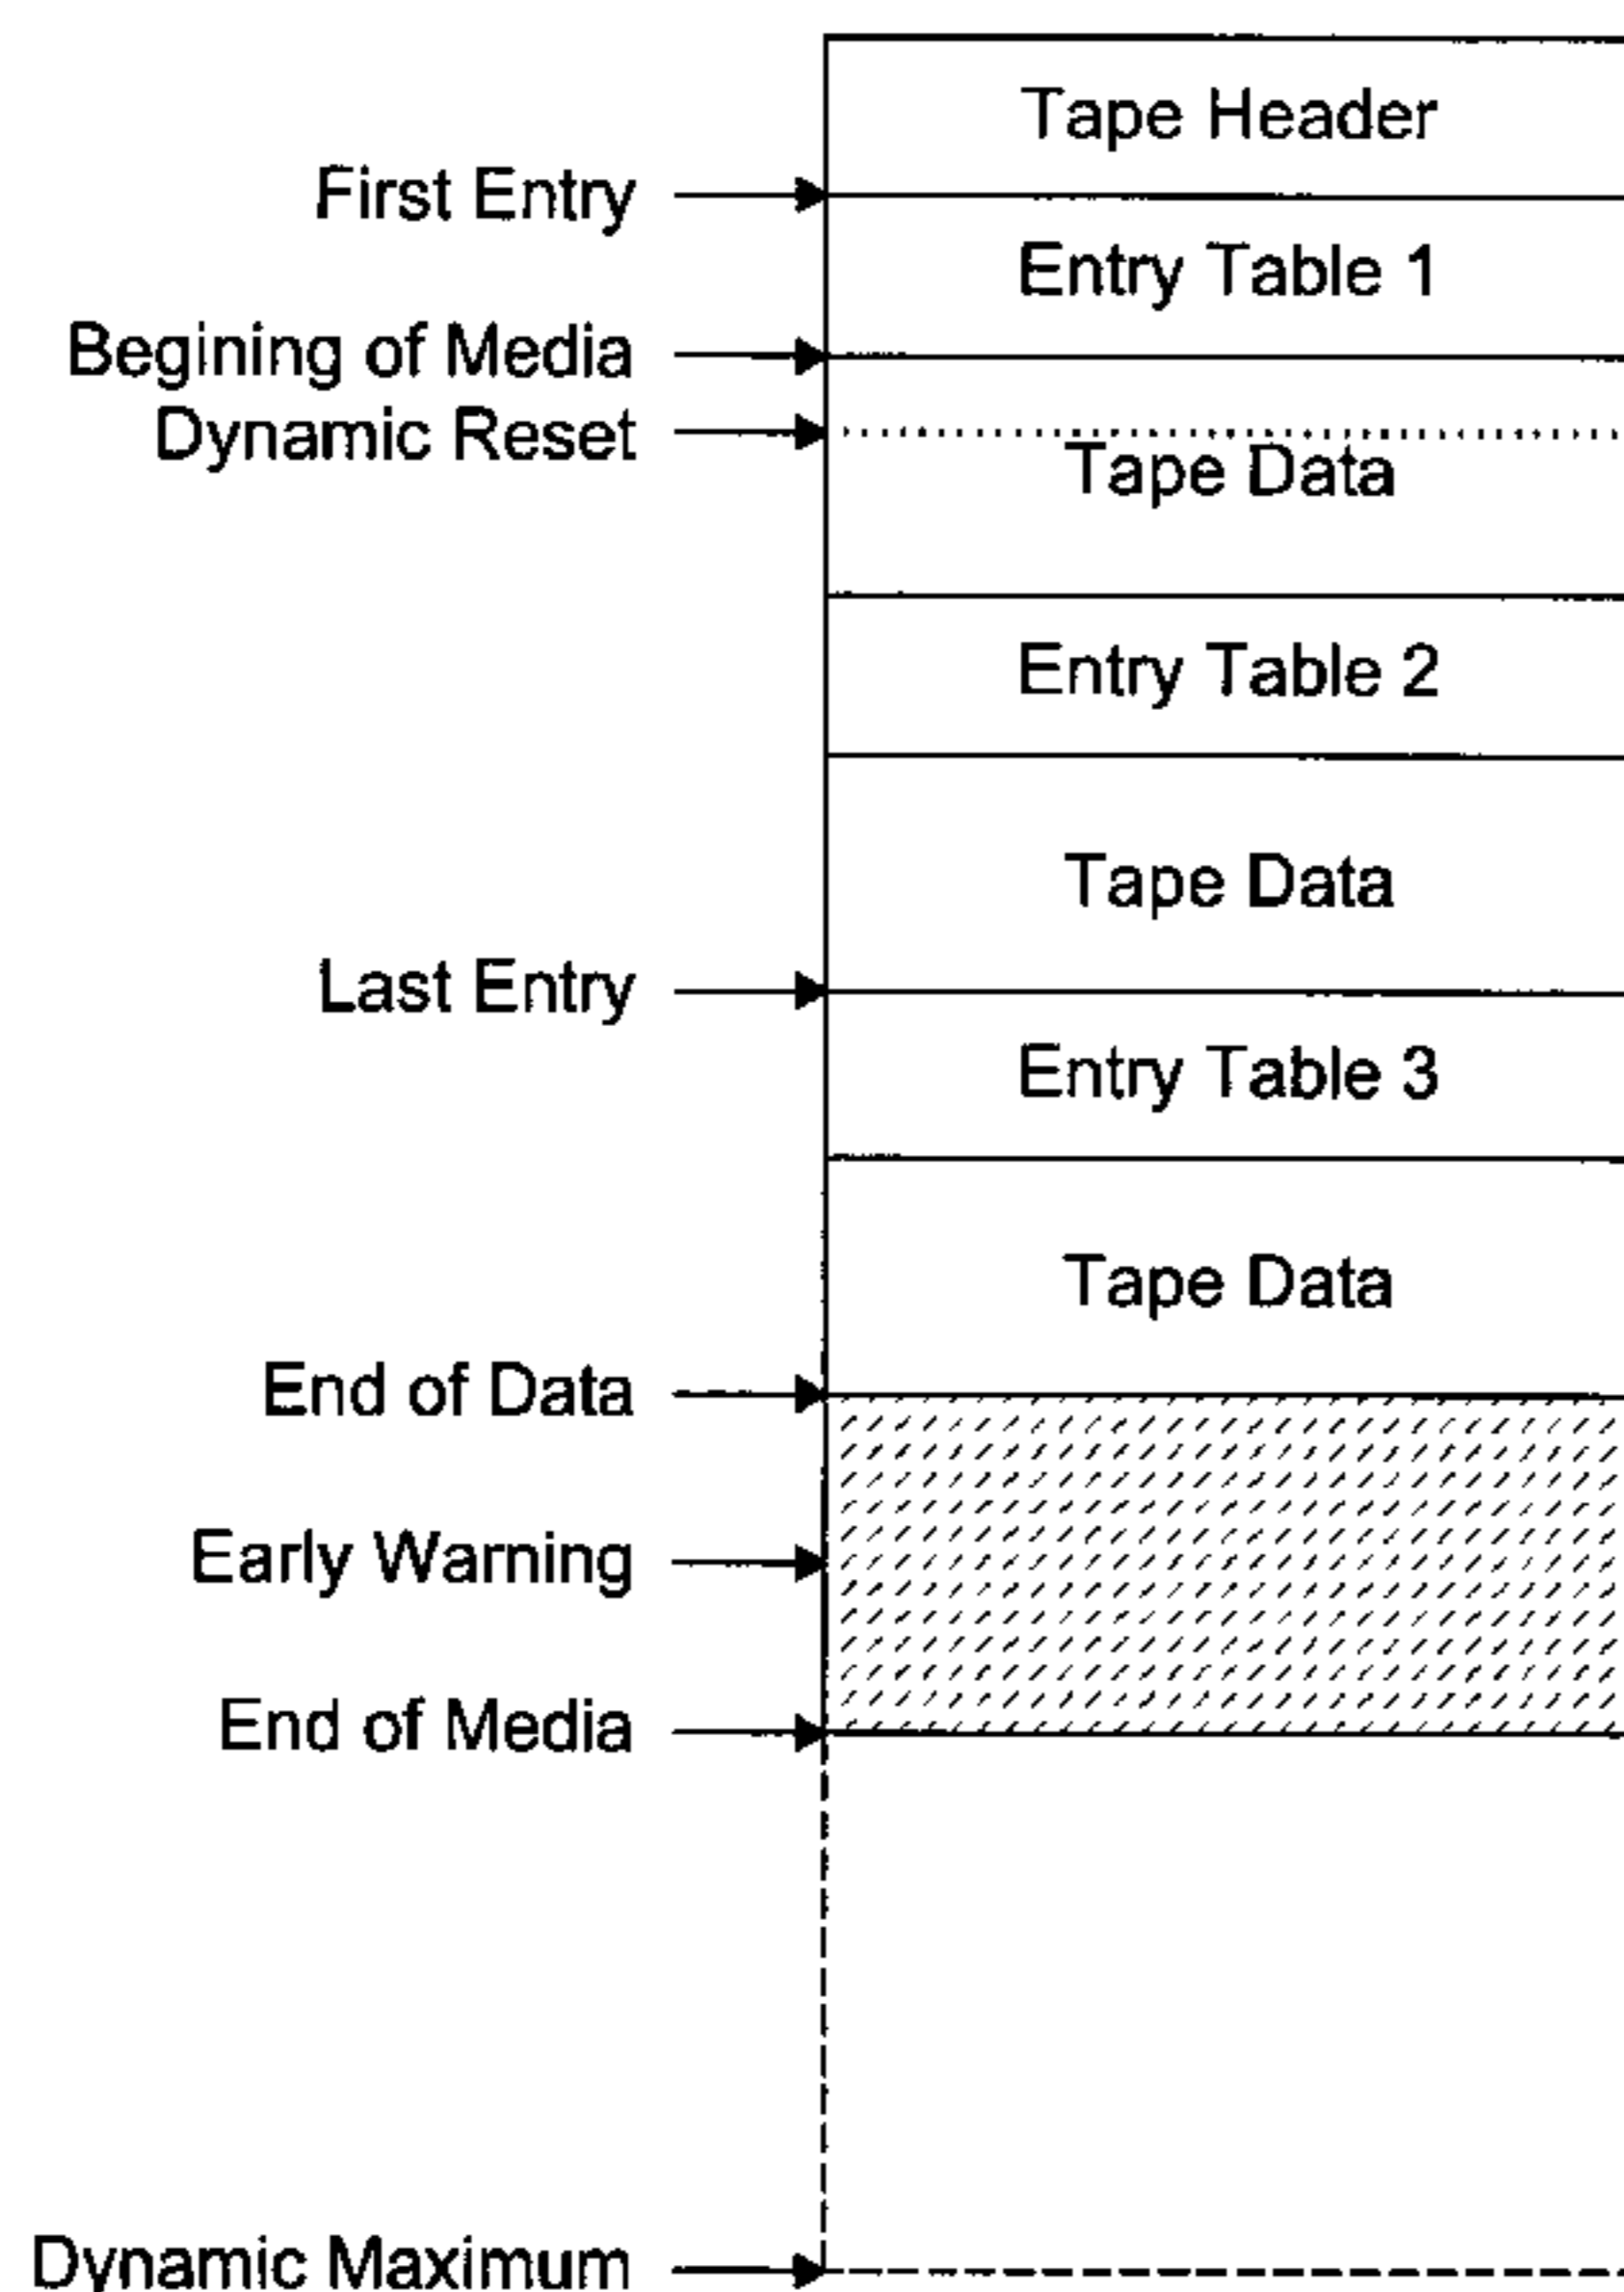 Tape Header
First Entry
Entry Table 1
Begining of Media
Dynamic Reset
Tape Data
Entry Table 2
Tape Data
Last Entry
Entry Table 3
Tape Data
End of Data
Early Warning
End of Media
Dynamic Maximum